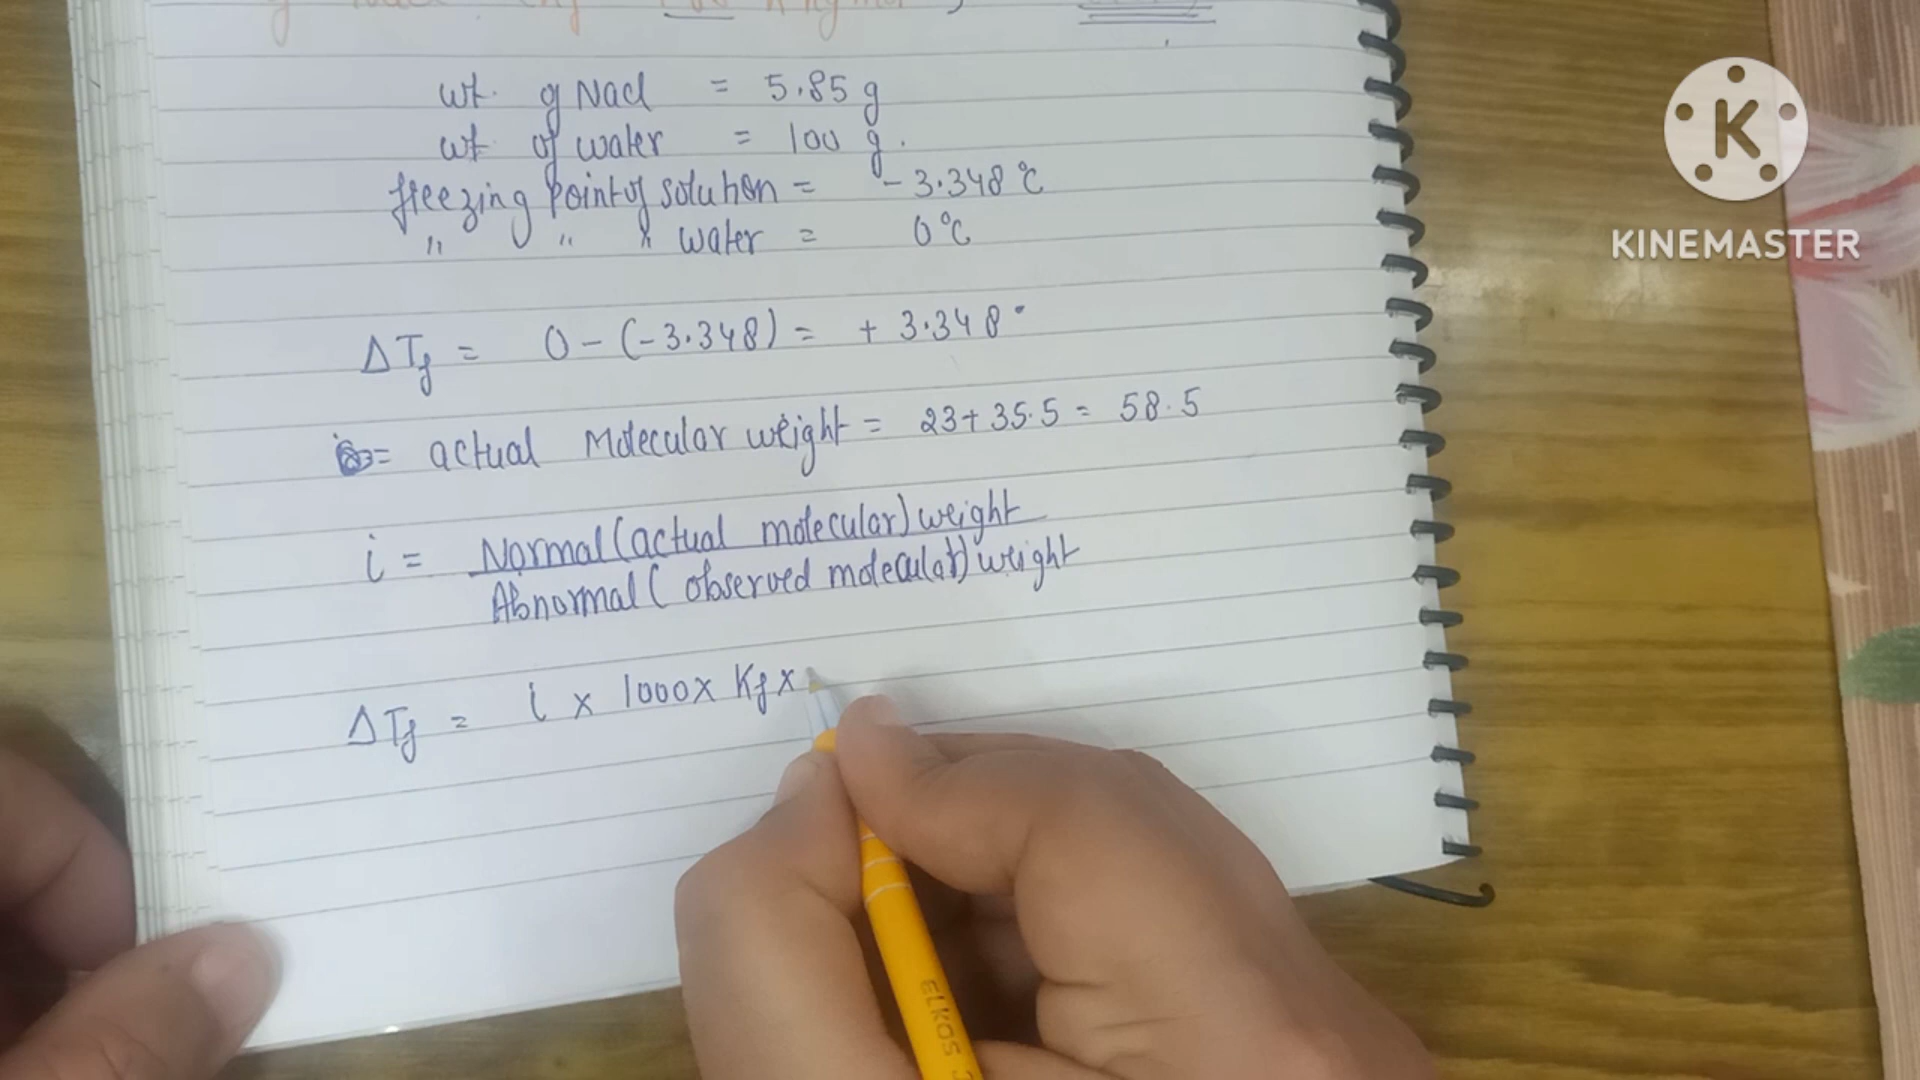 wt. of Nacl = 5.85 g
wt of water = 100 g.
freezing point of solution = - 3.348 °C
" " " water = 0°C
ΔTf = 0 - (-3.348) = + 3.348°
= actual Molecular weight = 23 + 35.5 = 58.5
i = Normal (actual molecular) weight
Abnormal ( observed molecular) weight
ΔTf = i x 1000 x Kf x
K
KINEMASTER
ELKOS